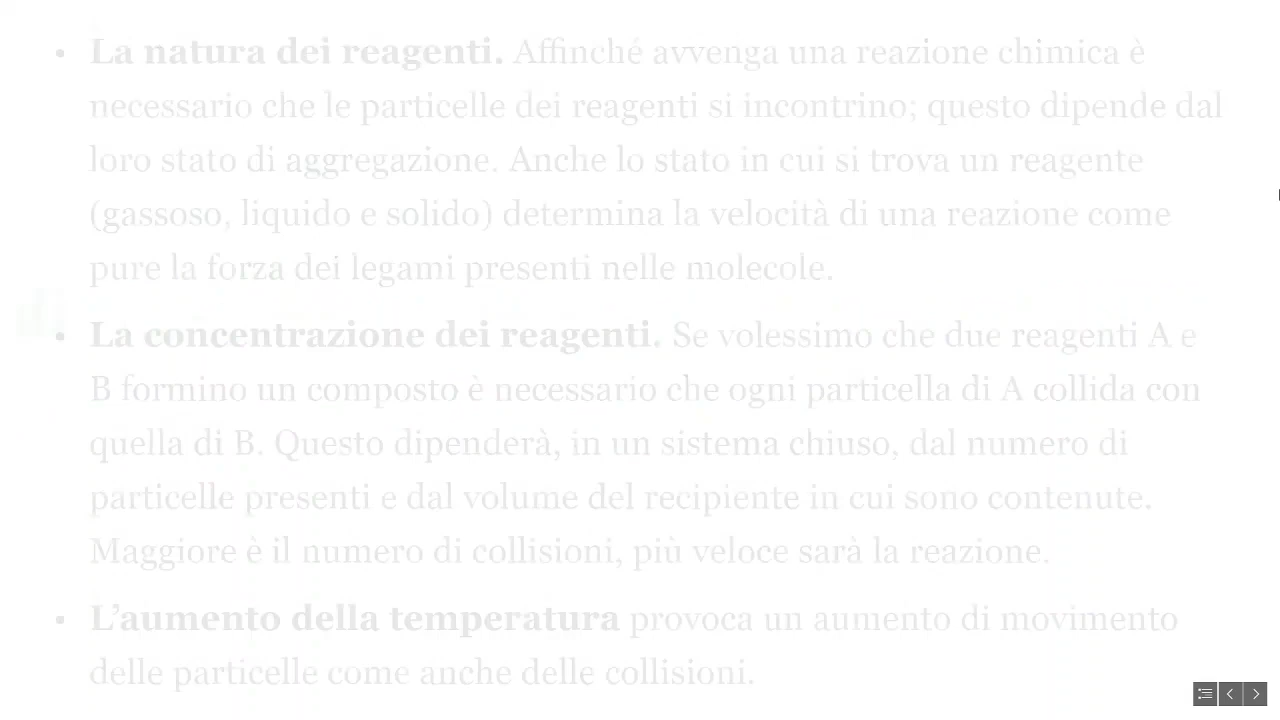 • La natura dei reagenti. Affinché avvenga una reazione chimica è
necessario che le particelle dei reagenti si incontrino; questo dipende dal
loro stato di aggregazione. Anche lo stato in cui si trova un reagente
(gassoso, liquido e solido) determina la velocità di una reazione come
pure la forza dei legami presenti nelle molecole.
• La concentrazione dei reagenti. Se volessimo che due reagenti A e
B formino un composto è necessario che ogni particella di A collida con
quella di B. Questo dipenderà, in un sistema chiuso, dal numero di
particelle presenti e dal volume del recipiente in cui sono contenute.
Maggiore è il numero di collisioni, più veloce sarà la reazione.
• L’aumento della temperatura provoca un aumento di movimento
delle particelle come anche delle collisioni.